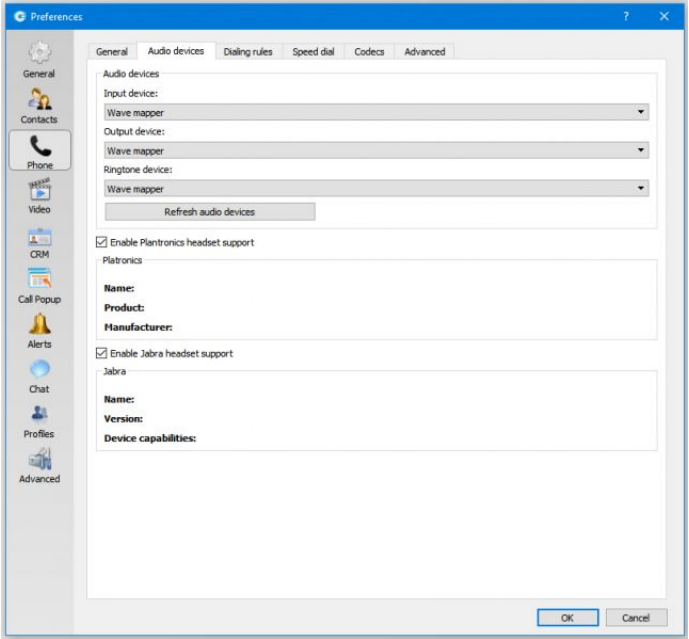 Preferences
?
General
Contacts
Phone
Video
CRM
Call Popup
Alerts
Chat
Profiles
Advanced
General Audio devices Dialing rules Speed dial Codecs Advanced
Audio devices
Input device:
Wave mapper
Output device:
Wave mapper
Ringtone device:
Wave mapper
Refresh audio devices
Enable Plantronics headset support
Platronics
Name:
Product:
Manufacturer:
Enable Jabra headset support
Jabra
Name:
Version:
Device capabilities:
OK Cancel